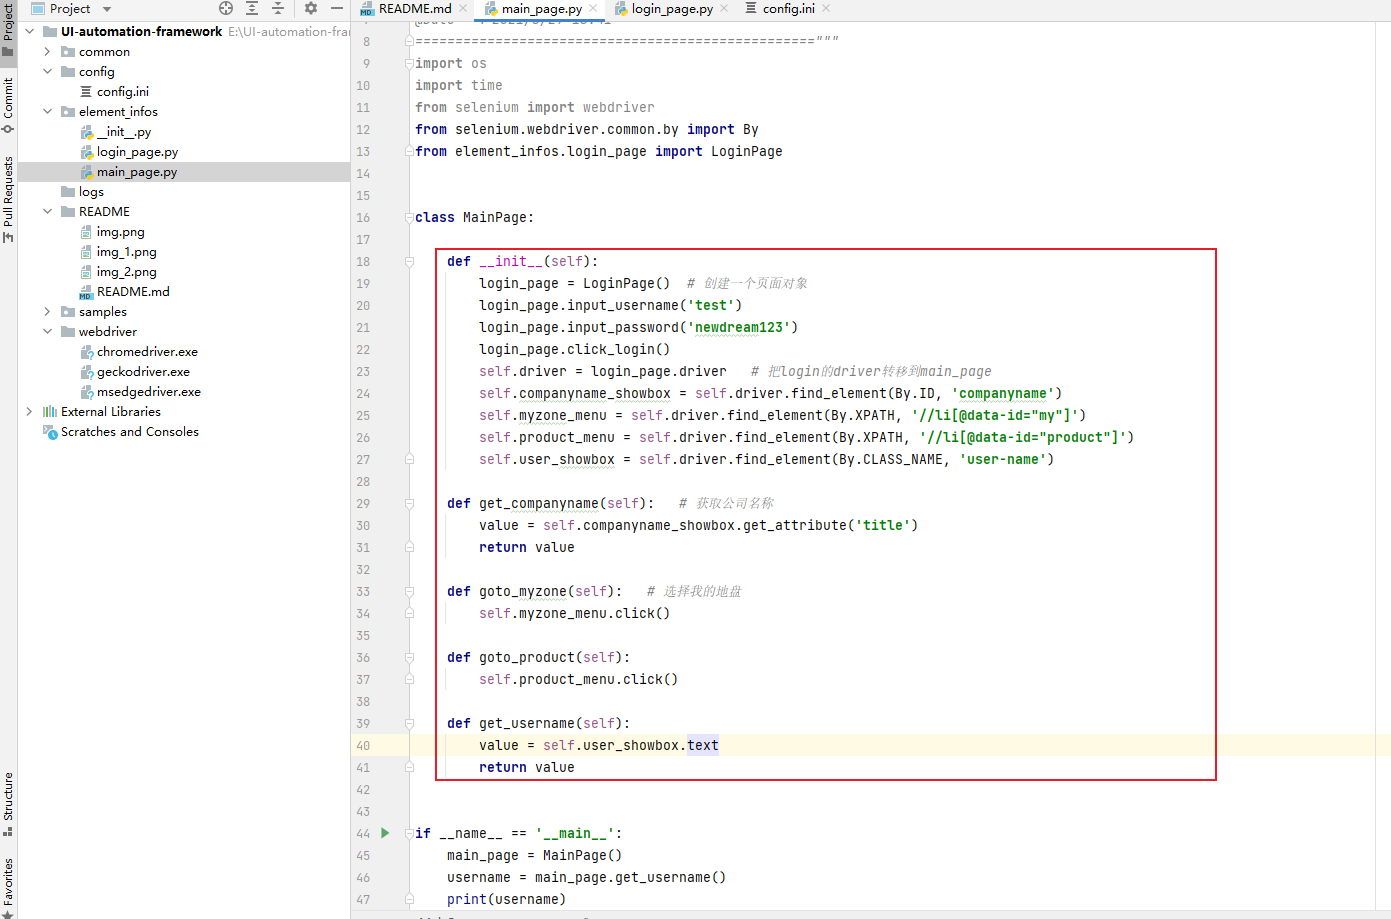 Project
README.md
main_page.py
login_page.py
config.ini
Project
Commit
Pull Requests
Structure
Favorites
UI-automation-framework E:\UI-automation-fra
common
config
config.ini
element_infos
__init__.py
login_page.py
main_page.py
logs
README
img.png
img_1.png
img_2.png
README.md
samples
webdriver
chromedriver.exe
geckodriver.exe
msedgedriver.exe
External Libraries
Scratches and Consoles
8 =================================================="""
9 import os
10 import time
11 from selenium import webdriver
12 from selenium.webdriver.common.by import By
13 from element_infos.login_page import LoginPage
14
15
16 class MainPage:
17
18 def __init__(self):
19 login_page = LoginPage() # 创建一个页面对象
20 login_page.input_username('test')
21 login_page.input_password('newdream123')
22 login_page.click_login()
23 self.driver = login_page.driver # 把login的driver转移到main_page
24 self.companyname_showbox = self.driver.find_element(By.ID, 'companyname')
25 self.myzone_menu = self.driver.find_element(By.XPATH, '//li[@data-id="my"]')
26 self.product_menu = self.driver.find_element(By.XPATH, '//li[@data-id="product"]')
27 self.user_showbox = self.driver.find_element(By.CLASS_NAME, 'user-name')
28
29 def get_companyname(self): # 获取公司名称
30 value = self.companyname_showbox.get_attribute('title')
31 return value
32
33 def goto_myzone(self): # 选择我的地盘
34 self.myzone_menu.click()
35
36 def goto_product(self):
37 self.product_menu.click()
38
39 def get_username(self):
40 value = self.user_showbox.text
41 return value
42
43
44 if __name__ == '__main__':
45 main_page = MainPage()
46 username = main_page.get_username()
47 print(username)